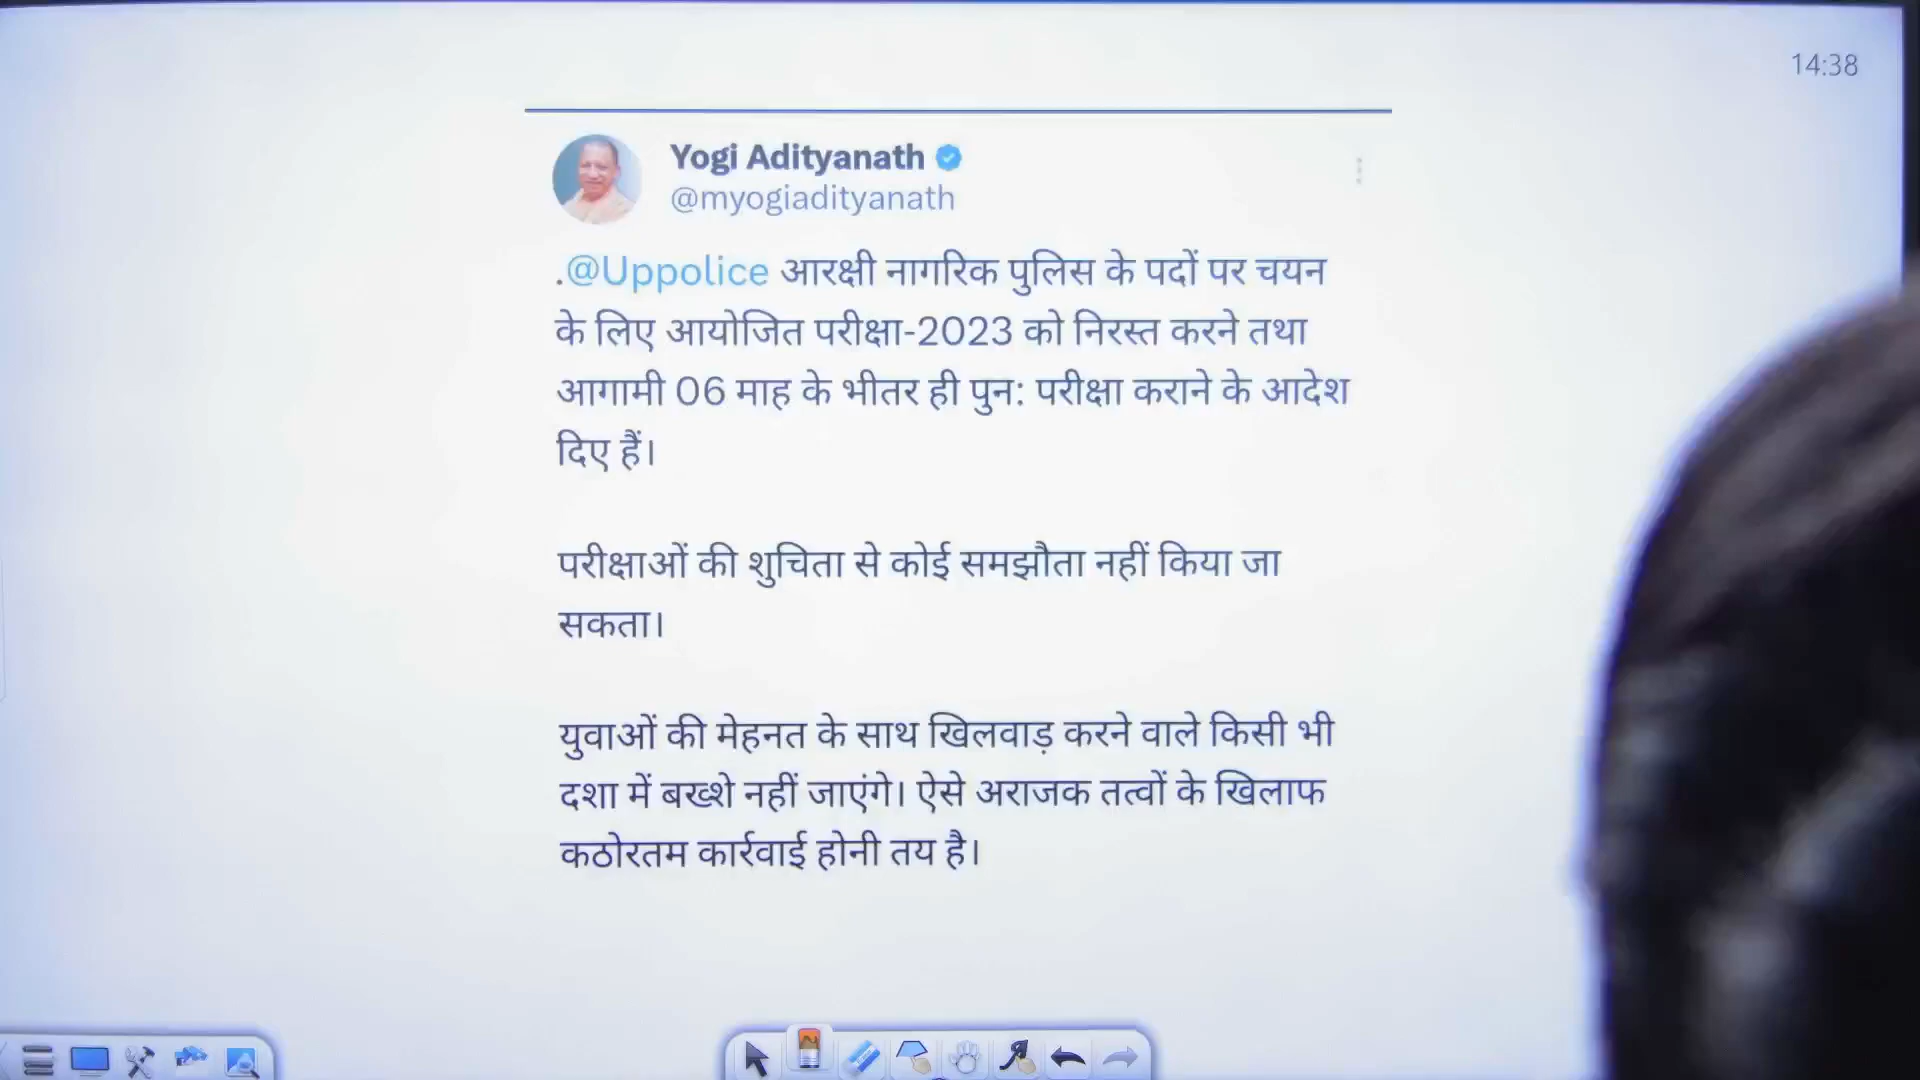 14:38
Yogi Adityanath
@myogiadityanath
.@Uppolice आरक्षी नागरिक पुलिस के पदों पर चयन
के लिए आयोजित परीक्षा-2023 को निरस्त करने तथा
आगामी 06 माह के भीतर ही पुन: परीक्षा कराने के आदेश
दिए हैं।
परीक्षाओं की शुचिता से कोई समझौता नहीं किया जा
सकता।
युवाओं की मेहनत के साथ खिलवाड़ करने वाले किसी भी
दशा में बख्शे नहीं जाएंगे। ऐसे अराजक तत्वों के खिलाफ
कठोरतम कार्रवाई होनी तय है।